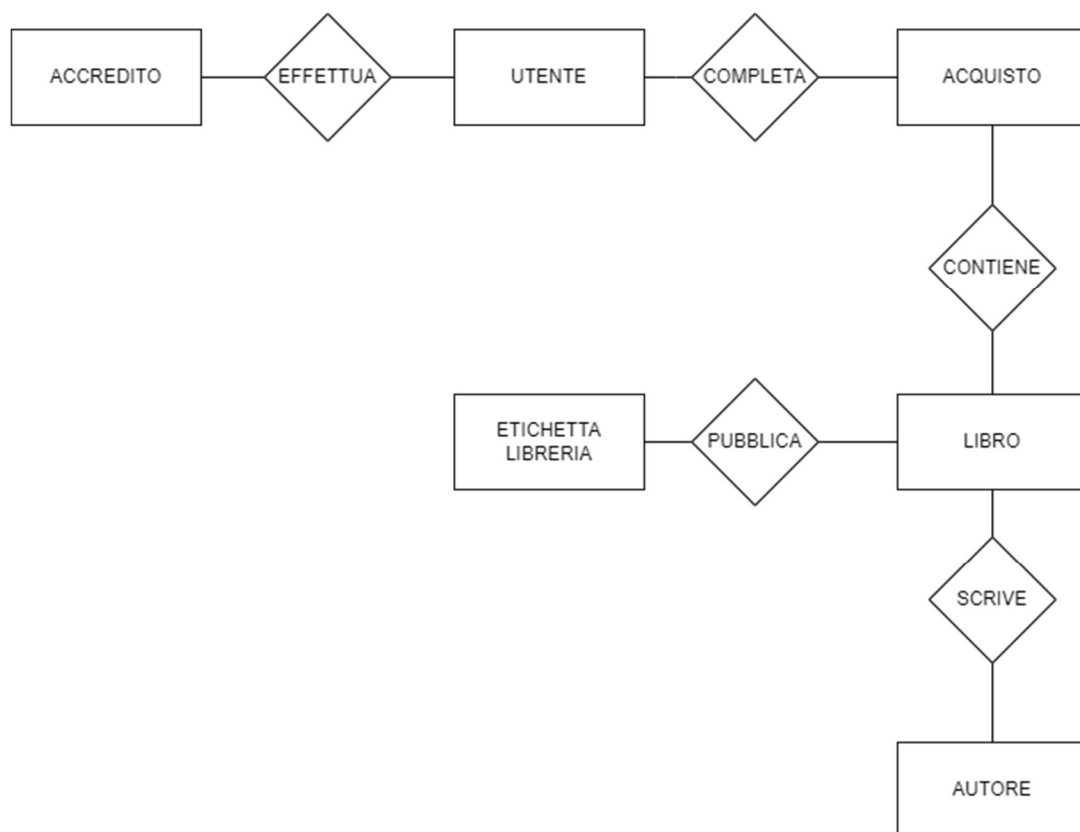 ACCREDITO
EFFETTUA
UTENTE
COMPLETA
ACQUISTO
CONTIENE
ETICHETTA
LIBRERIA
PUBBLICA
LIBRO
SCRIVE
AUTORE